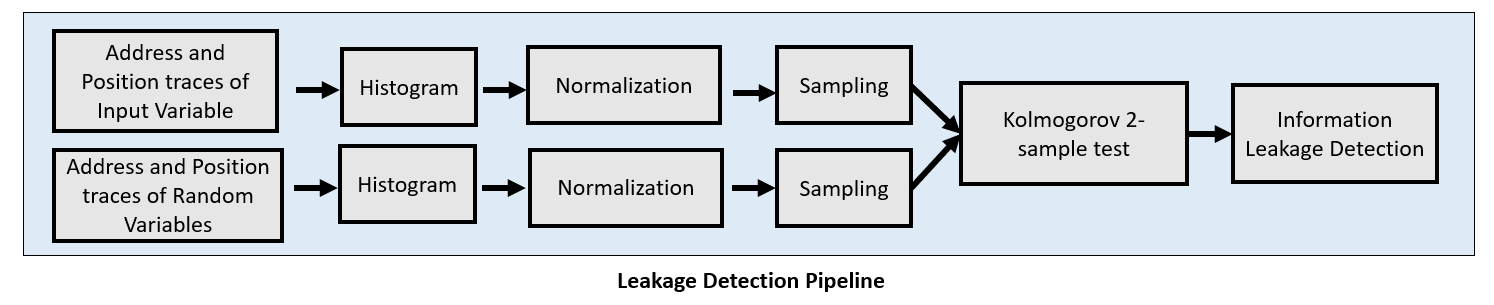 Address and
Position traces of
Input Variable
Histogram
Normalization
Sampling
Address and Position
traces of Random
Variables
Histogram
Normalization
Sampling
Kolmogorov 2-
sample test
Information
Leakage Detection
Leakage Detection Pipeline